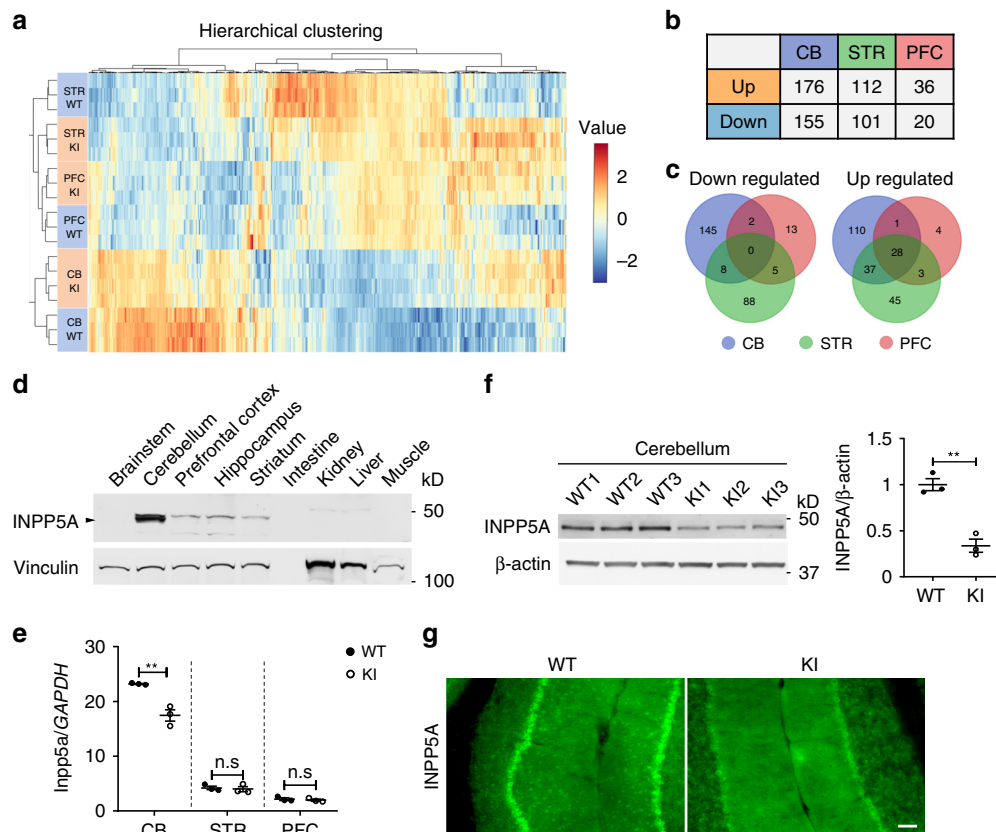 a
Hierarchical clustering
STR
WT
STR
KI
PFC
KI
PFC
WT
CB
KI
CB
WT
Value
2
0
−2
b
CB STR PFC
Up 176 112 36
Down 155 101 20
c
Down regulated Up regulated
145 2 13
0
8 5
88
110 1 4
28
37 3
45
CB STR PFC
d
Brainstem
Cerebellum
Prefrontal cortex
Hippocampus
Striatum
Intestine
Kidney
Liver
Muscle
kD
INPP5A
- 50
Vinculin
- 100
e
Inpp5a/GAPDH
30
20
10
0
WT
KI
**
n.s
n.s
CB STR PFC
f
Cerebellum
WT1 WT2 WT3 KI1 KI2 KI3
kD
INPP5A
50
β-actin
- 37
INPP5A/β-actin
1.5
1
0.5
0
**
WT KI
g
WT KI
INPP5A